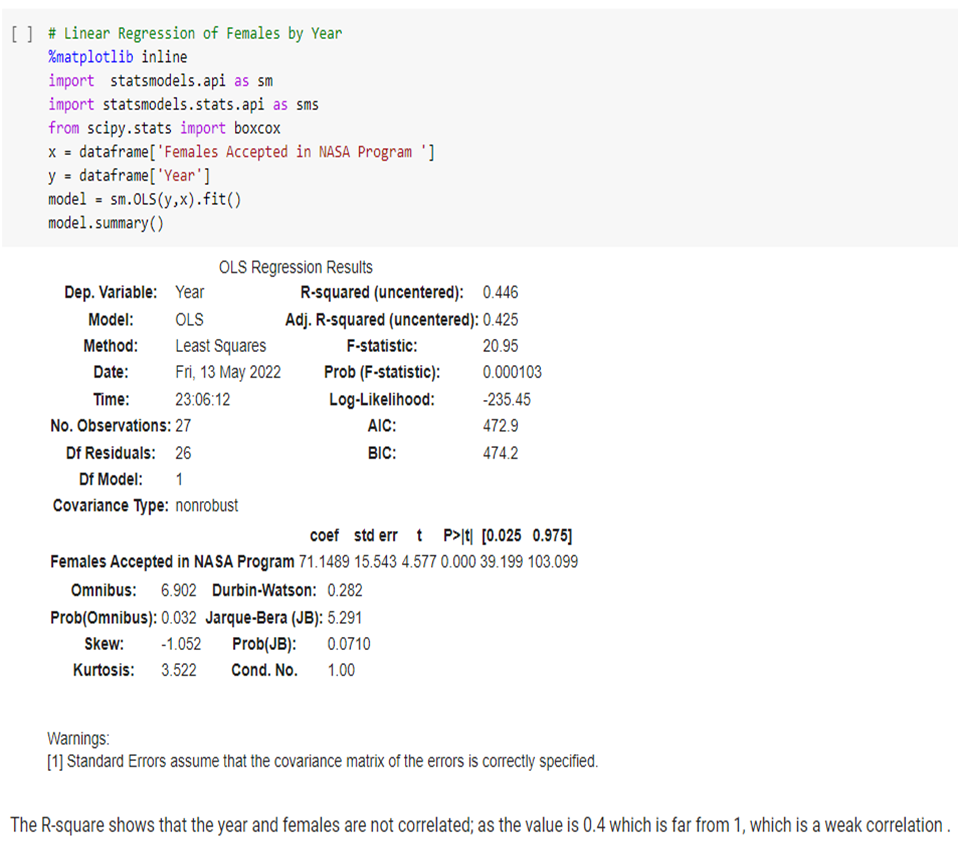 [ ] # Linear Regression of Females by Year
%matplotlib inline
import  statsmodels.api as sm
import statsmodels.stats.api as sms
from scipy.stats import boxcox
x = dataframe['Females Accepted in NASA Program ']
y = dataframe['Year']
model = sm.OLS(y,x).fit()
model.summary()
OLS Regression Results
Dep. Variable: Year R-squared (uncentered): 0.446
Model: OLS Adj. R-squared (uncentered): 0.425
Method: Least Squares F-statistic: 20.95
Date: Fri, 13 May 2022 Prob (F-statistic): 0.000103
Time: 23:06:12 Log-Likelihood: -235.45
No. Observations: 27 AIC: 472.9
Df Residuals: 26 BIC: 474.2
Df Model: 1
Covariance Type: nonrobust
coef std err t P>|t| [0.025 0.975]
Females Accepted in NASA Program 71.1489 15.543 4.577 0.000 39.199 103.099
Omnibus: 6.902 Durbin-Watson: 0.282
Prob(Omnibus): 0.032 Jarque-Bera (JB): 5.291
Skew: -1.052 Prob(JB): 0.0710
Kurtosis: 3.522 Cond. No. 1.00
Warnings:
[1] Standard Errors assume that the covariance matrix of the errors is correctly specified.
The R-square shows that the year and females are not correlated; as the value is 0.4 which is far from 1, which is a weak correlation .